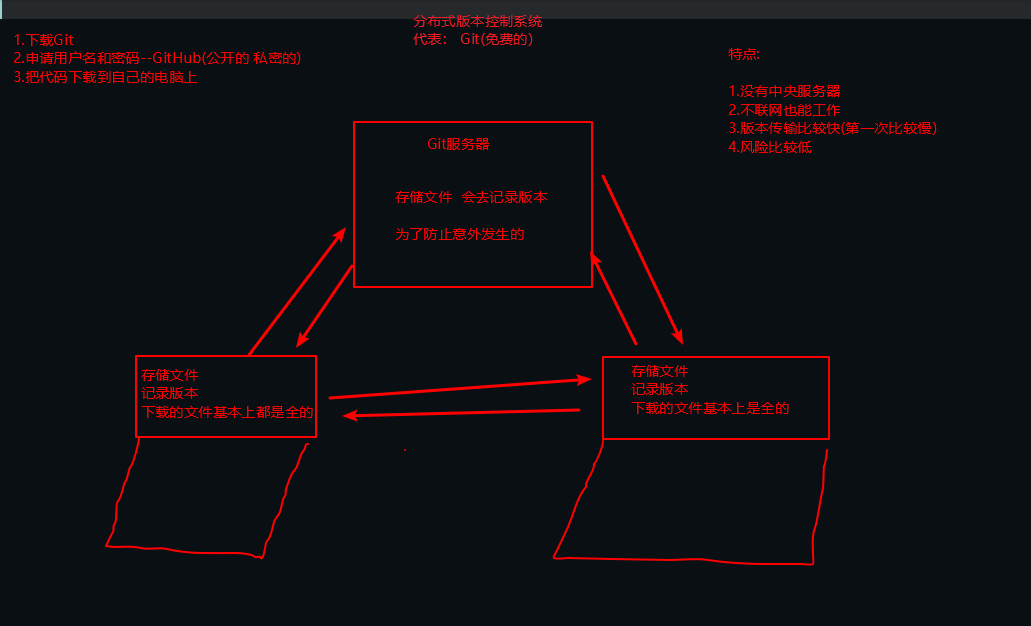 分布式版本控制系统
代表： Git(免费的)
1.下载Git
2.申请用户名和密码--GitHub(公开的 私密的)
3.把代码下载到自己的电脑上
特点:
1.没有中央服务器
2.不联网也能工作
3.版本传输比较快(第一次比较慢)
4.风险比较低
Git服务器
存储文件 会去记录版本
为了防止意外发生的
存储文件
记录版本
下载的文件基本上都是全的
存储文件
记录版本
下载的文件基本上是全的